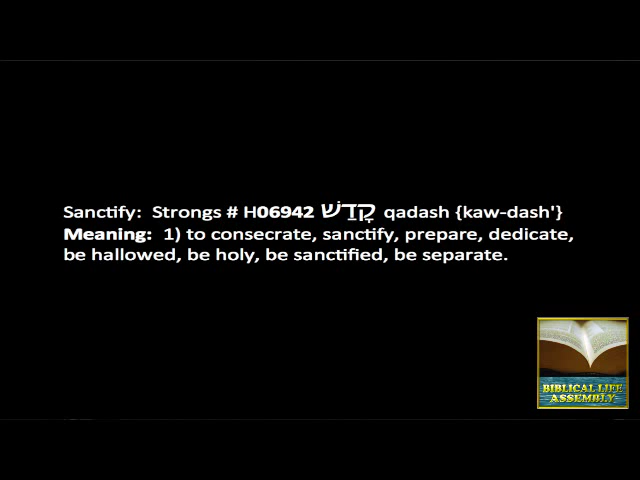 Sanctify: Strongs # H06942 קָדַשׁ qadash {kaw-dash'}
Meaning: 1) to consecrate, sanctify, prepare, dedicate,
be hallowed, be holy, be sanctified, be separate.
BIBLICAL LIFE
ASSEMBLY